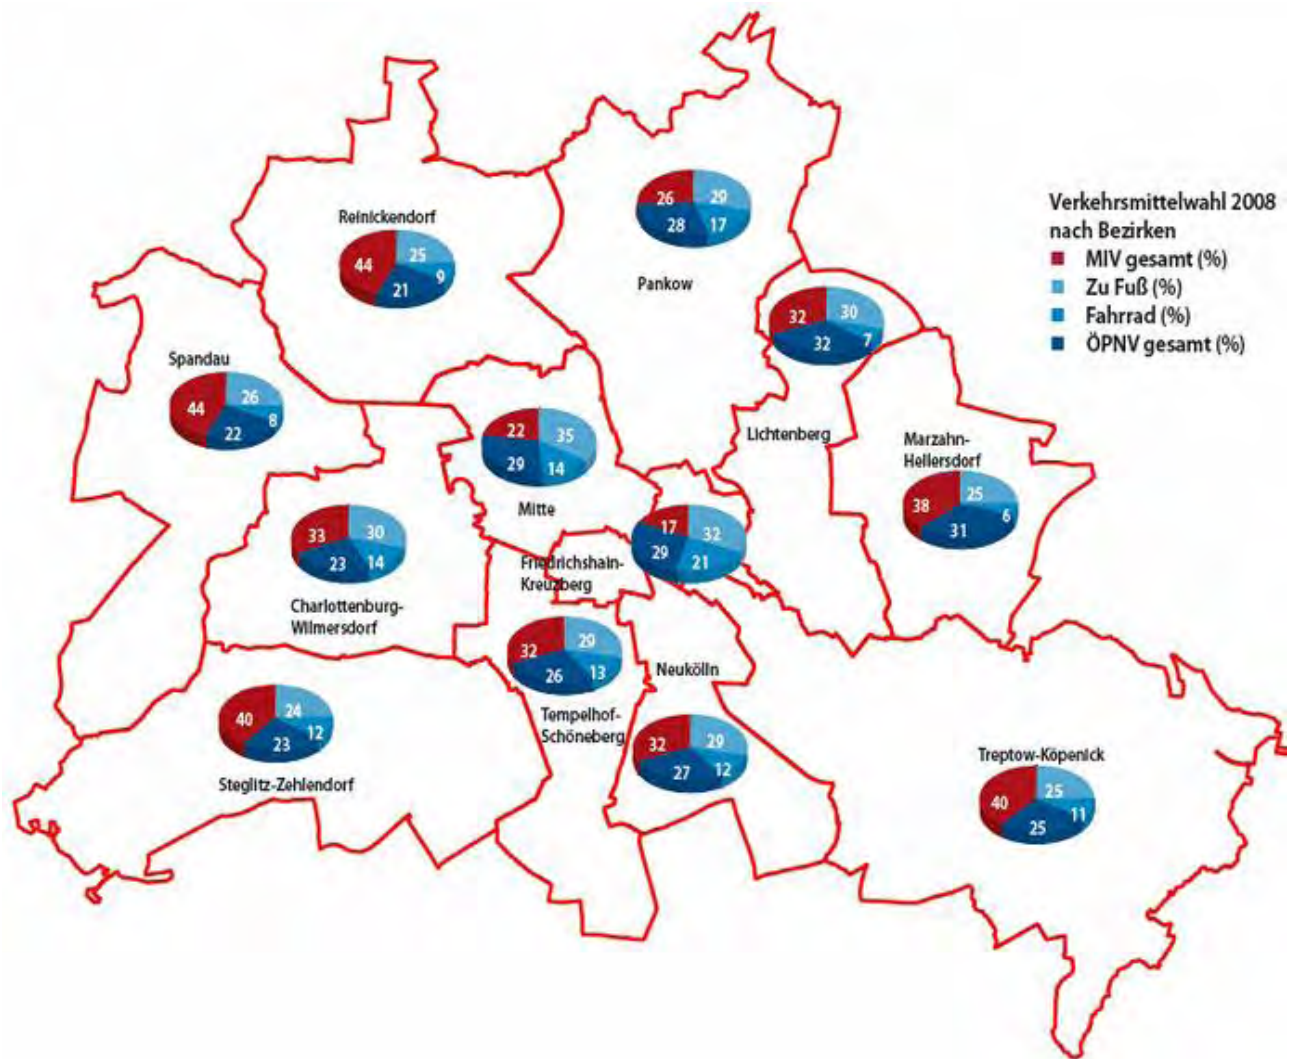 Verkehrsmittelwahl 2008
nach Bezirken
MIV gesamt (%)
Zu Fuß (%)
Fahrrad (%)
ÖPNV gesamt (%)
Reinickendorf
44
25
9
21
Pankow
26
29
28
17
Spandau
44
26
8
22
Lichtenberg
32
30
7
32
Mitte
22
35
29
14
Marzahn-
Hellersdorf
38
25
6
31
Charlottenburg-
Wilmersdorf
33
30
23
14
Friedrichshain-
Kreuzberg
17
32
29
21
Tempelhof-
Schöneberg
32
29
26
13
Neukölln
32
29
27
12
Steglitz-Zehlendorf
40
24
12
23
Treptow-Köpenick
40
25
11
25